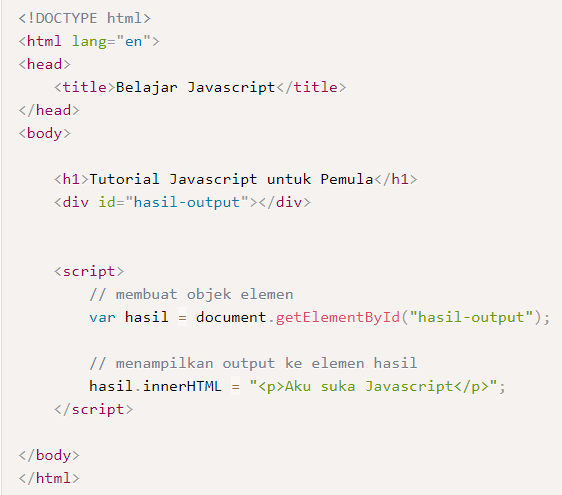 <!DOCTYPE html>
<html lang="en">
<head>
    <title>Belajar Javascript</title>
</head>
<body>

    <h1>Tutorial Javascript untuk Pemula</h1>
    <div id="hasil-output"></div>


    <script>
        // membuat objek elemen
        var hasil = document.getElementById("hasil-output");

        // menampilkan output ke elemen hasil
        hasil.innerHTML = "<p>Aku suka Javascript</p>";
    </script>

</body>
</html>